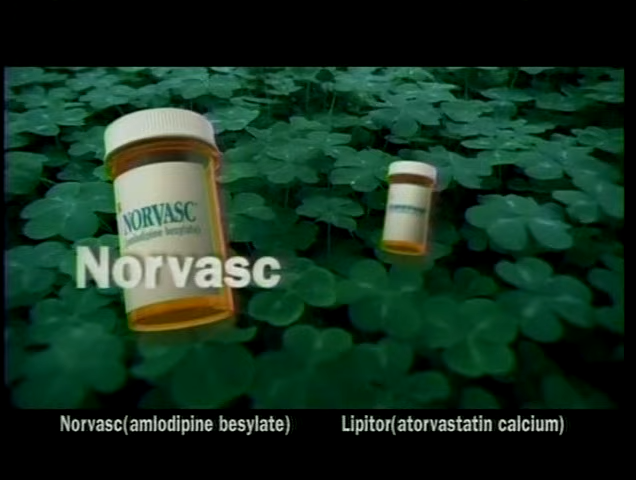 NORVASC
(amlodipine besylate)
Norvasc
Norvasc(amlodipine besylate)
Lipitor(atorvastatin calcium)